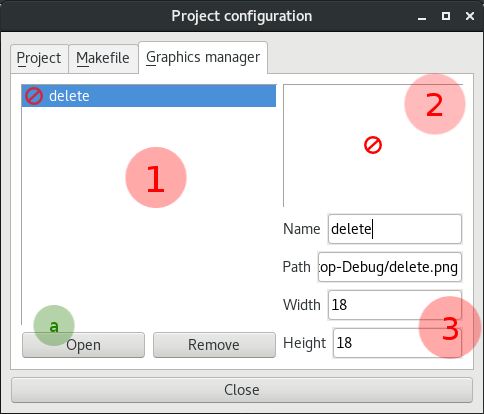 Project configuration
Project Makefile Graphics manager
delete
1
2
Name delete
Path top-Debug/delete.png
Width 18
Height 18
3
a
Open Remove
Close